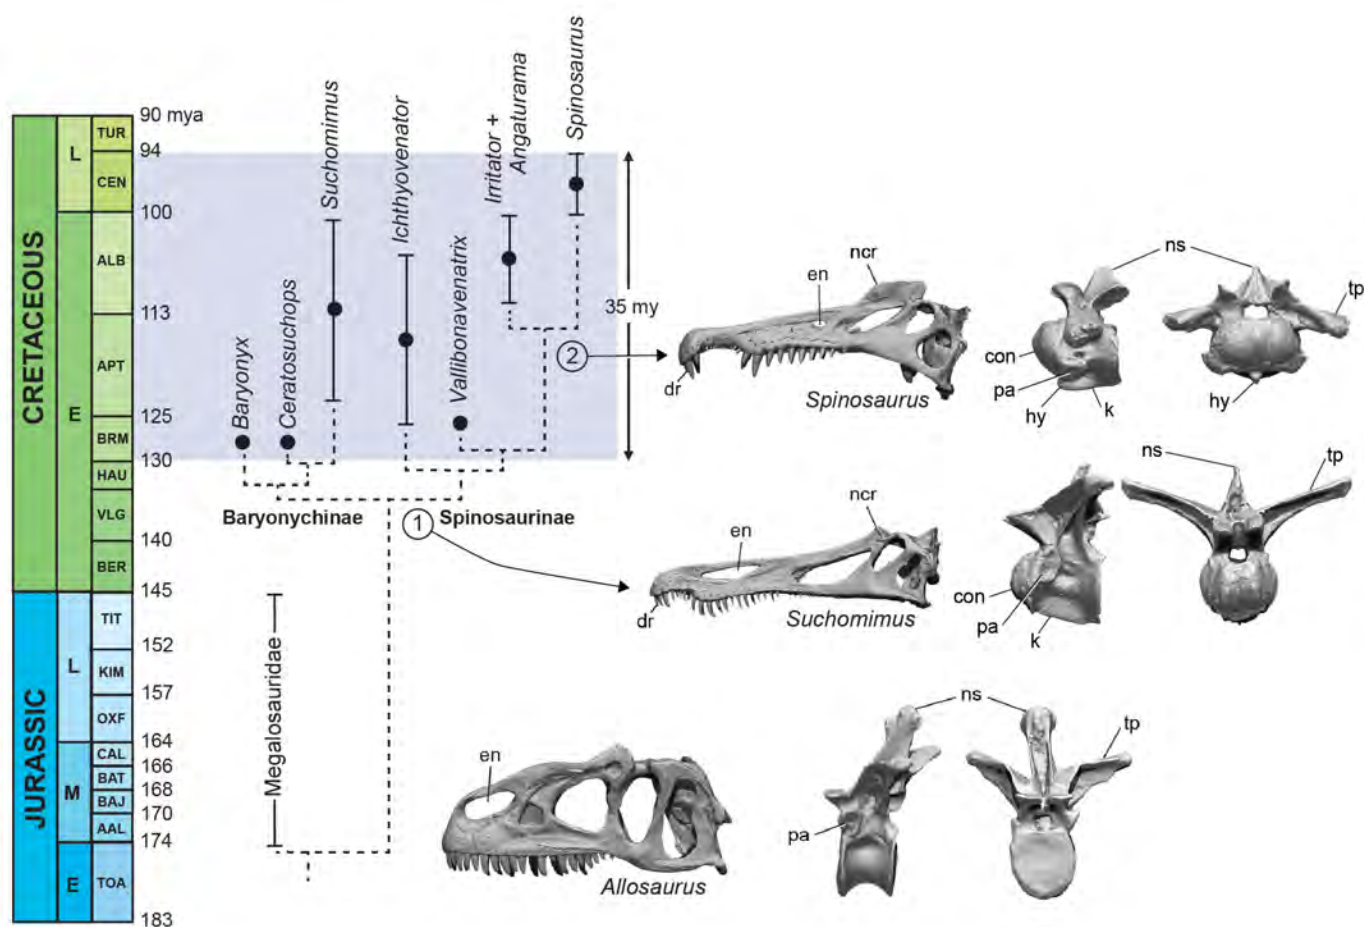 90 mya
94
100
113
125
130
140
145
152
157
164
166
168
170
174
183
CRETACEOUS
JURASSIC
L
E
L
M
E
TUR
CEN
ALB
APT
BRM
HAU
VLG
BER
TIT
KIM
OXF
CAL
BAT
BAJ
AAL
TOA
Baryonyx
Ceratosuchops
Suchomimus
Ichthyovenator
Vallibonavenatrix
Irritator +
Angaturama
Spinosaurus
35 my
Baryonychinae
Spinosaurinae
1
2
Megalosauridae
en
ncr
dr
Spinosaurus
ns
tp
con
pa
hy
k
hy
en
ncr
dr
Suchomimus
ns
tp
con
pa
k
en
Allosaurus
ns
tp
pa